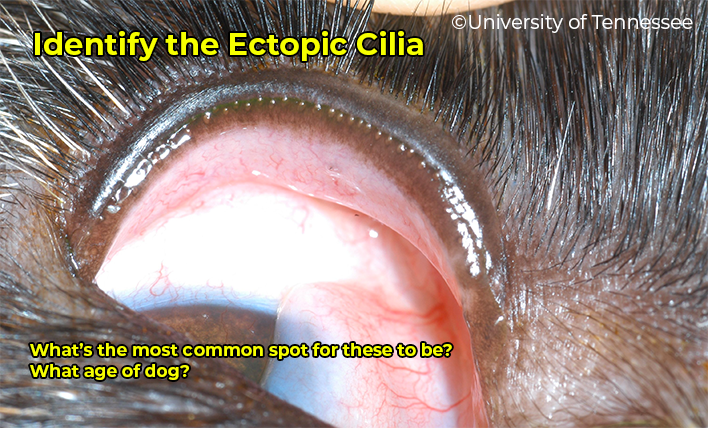 ©University of Tennessee
Identify the Ectopic Cilia
What's the most common spot for these to be?
What age of dog?